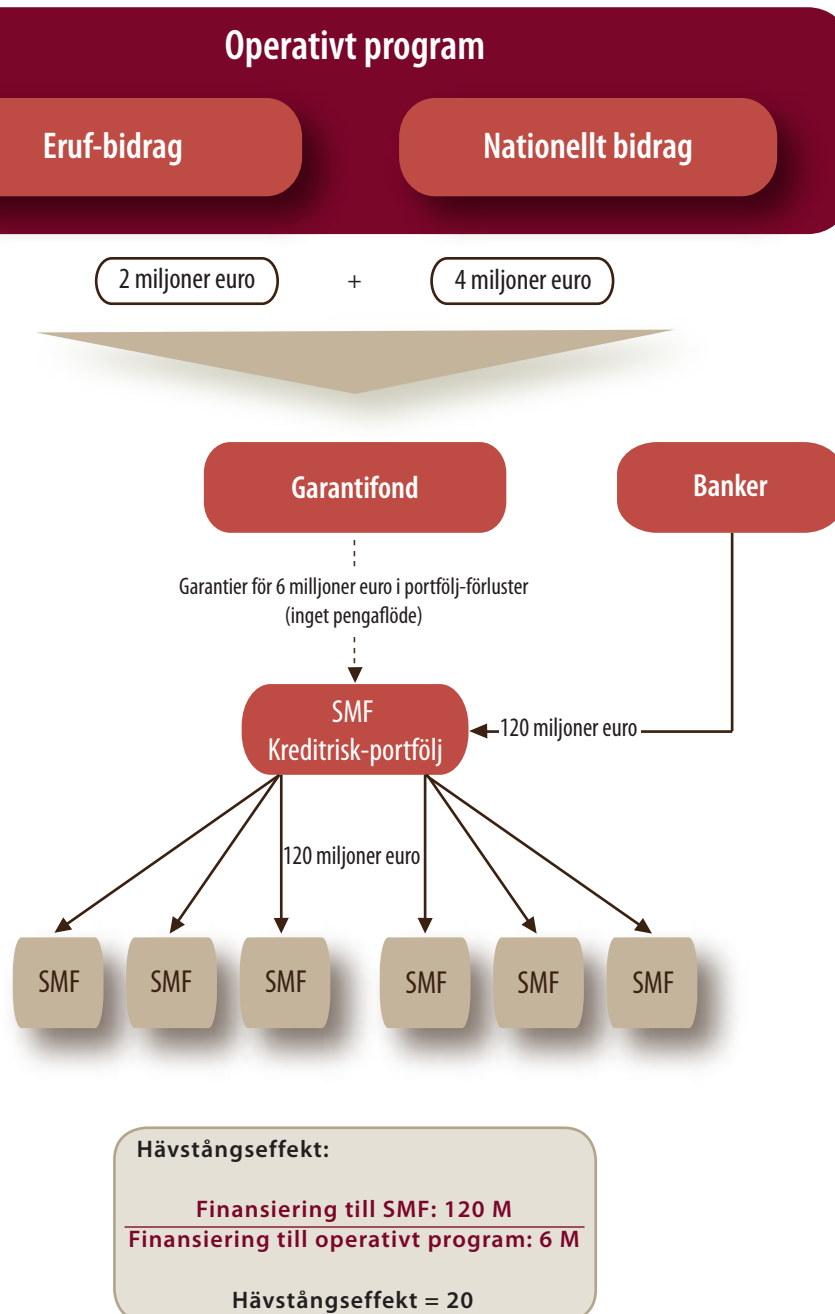 Operativt program
Eruf-bidrag
Nationellt bidrag
2 miljoner euro
+
4 miljoner euro
Garantifond
Banker
Garantier för 6 milljoner euro i portfölj-förluster
(inget pengaflöde)
SMF
Kreditrisk-portfölj
120 miljoner euro
120 miljoner euro
SMF
SMF
SMF
SMF
SMF
SMF
Hävstångseffekt:
Finansiering till SMF: 120 M
Finansiering till operativt program: 6 M
Hävstångseffekt = 20